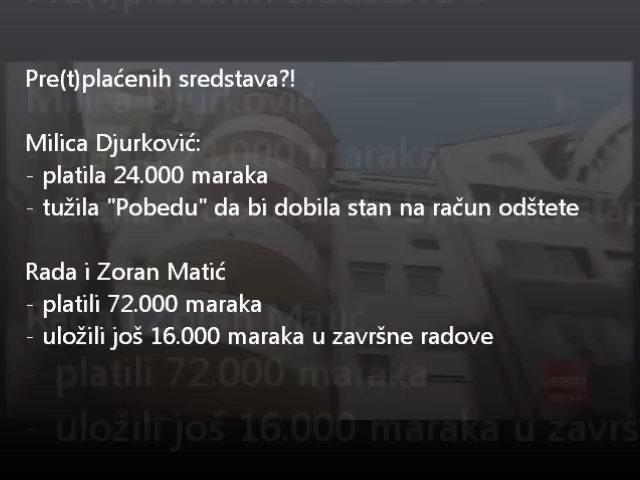 Pre(t)plaćenih sredstava?!
Milica Djurković:
- platila 24.000 maraka
- tužila "Pobedu" da bi dobila stan na račun odštete
Rada i Zoran Matić
- platili 72.000 maraka
- uložili još 16.000 maraka u završne radove